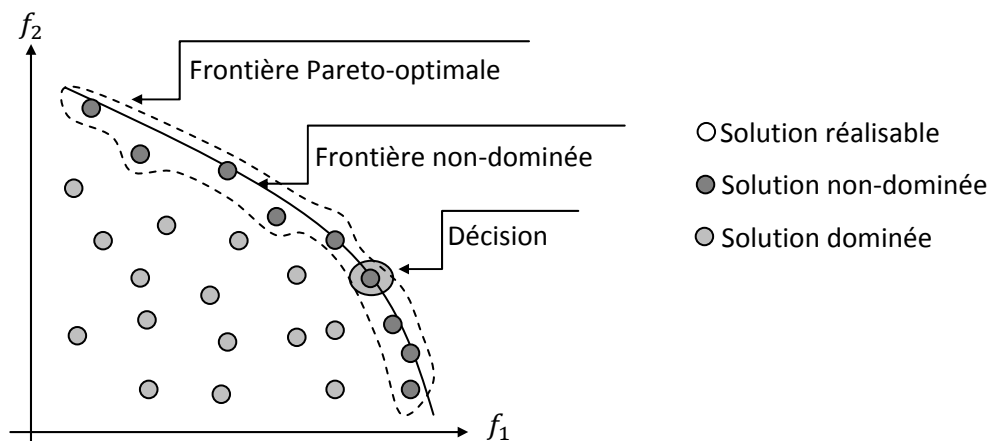 f₂
Frontière Pareto-optimale
Frontière non-dominée
Décision
f₁
Solution réalisable
Solution non-dominée
Solution dominée